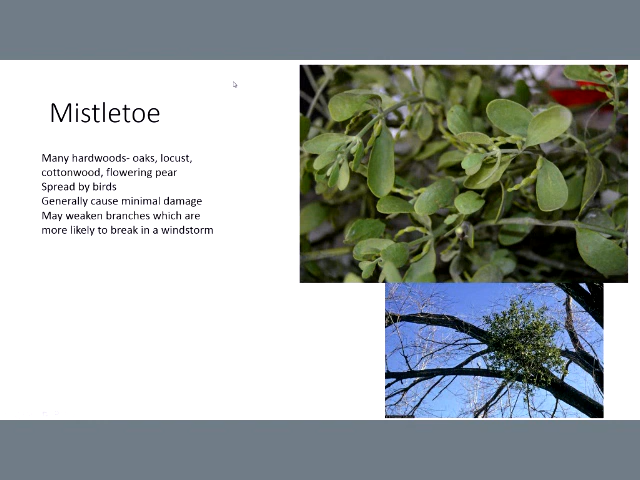 Mistletoe
Many hardwoods- oaks, locust,
cottonwood, flowering pear
Spread by birds
Generally cause minimal damage
May weaken branches which are
more likely to break in a windstorm